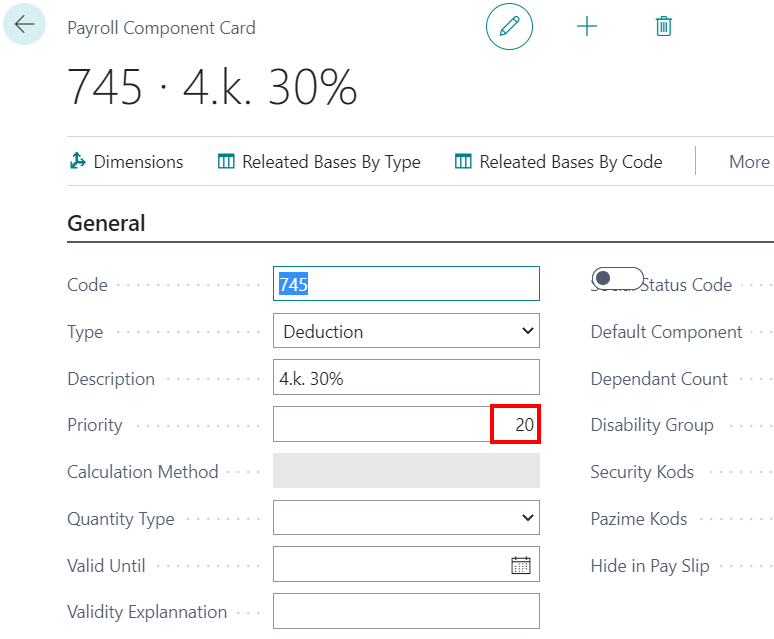 Payroll Component Card
745 · 4.k. 30%
Dimensions
Releated Bases By Type
Releated Bases By Code
More
General
Code
745
Type
Deduction
Description
4.k. 30%
Priority
20
Calculation Method
Quantity Type
Valid Until
Validity Explannation
Status Code
Default Component
Dependant Count
Disability Group
Security Kods
Pazime Kods
Hide in Pay Slip